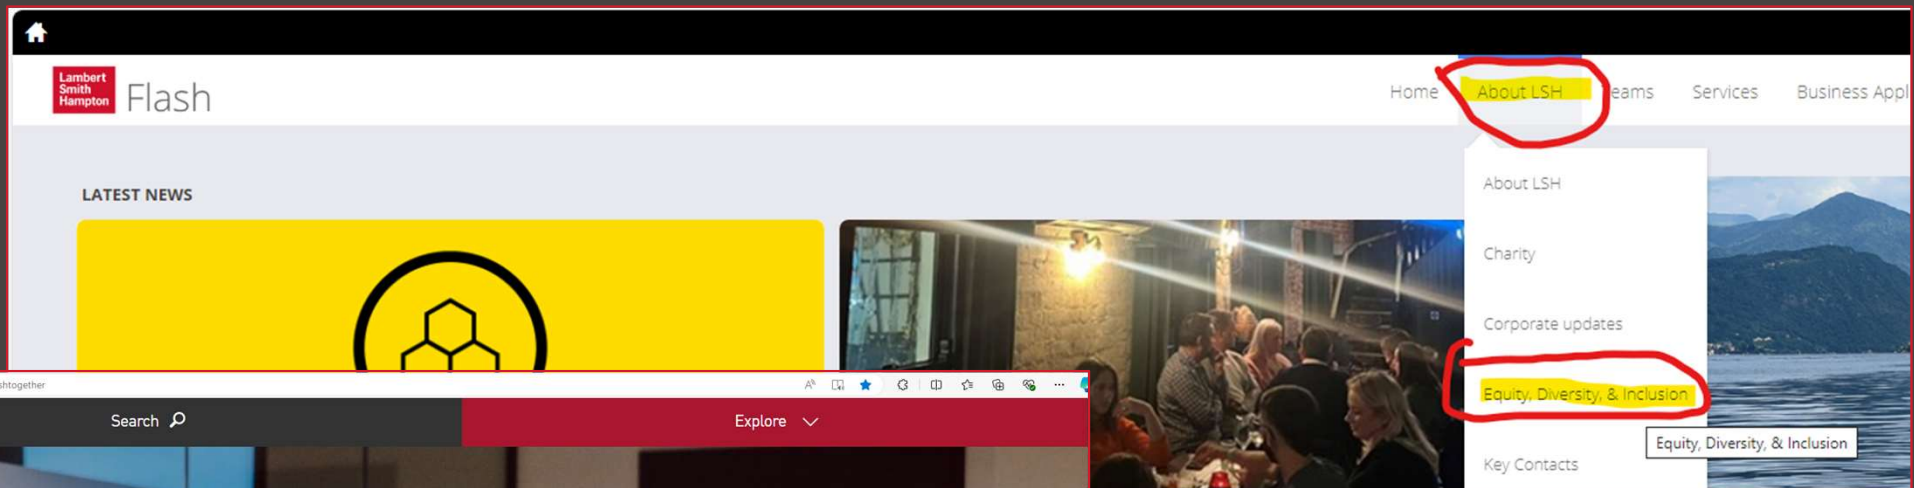 Lambert
Smith
Hampton
Flash
Home About LSH eams Services Business Appl
LATEST NEWS
About LSH
Charity
Corporate updates
Equity, Diversity, & Inclusion
Equity, Diversity, & Inclusion
Key Contacts
shtogether
Search
Explore